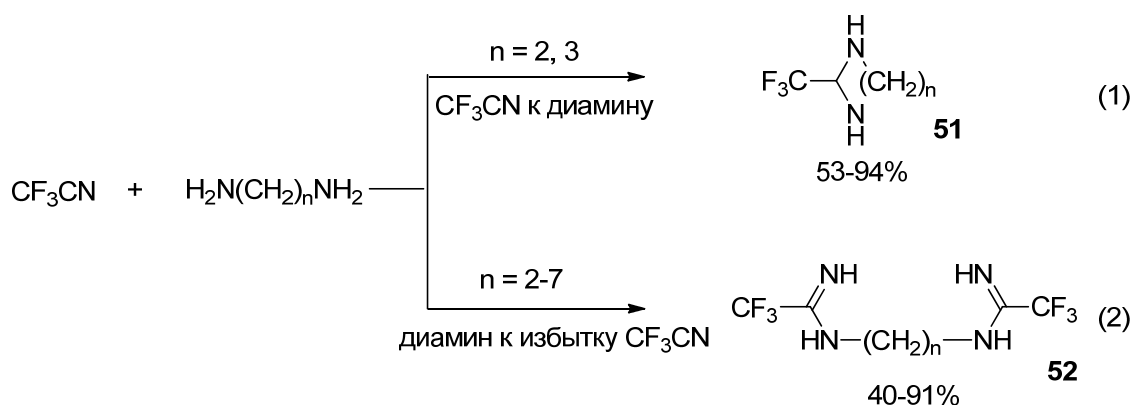 n = 2, 3
CF₃CN к диамину
H
N
F₃C
(CH₂)ₙ
N
H
51
(1)
53-94%
CF₃CN + H₂N(CH₂)ₙNH₂
n = 2-7
диамин к избытку CF₃CN
NH HN
CF₃ CF₃ (2)
HN (CH₂)ₙ NH
52
40-91%